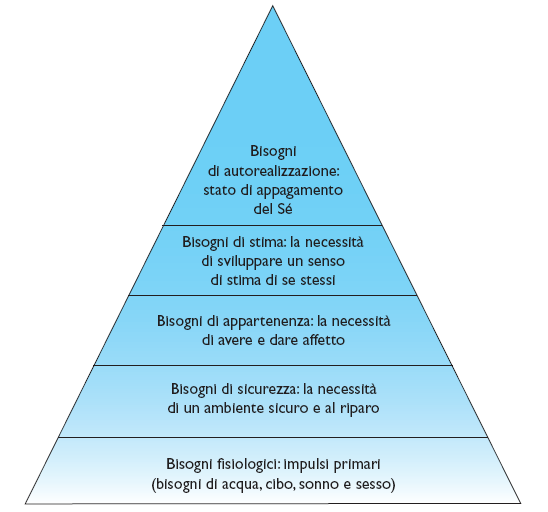 Bisogni
di autorealizzazione:
stato di appagamento
del Sé
Bisogni di stima: la necessità
di sviluppare un senso
di stima di se stessi
Bisogni di appartenenza: la necessità
di avere e dare affetto
Bisogni di sicurezza: la necessità
di un ambiente sicuro e al riparo
Bisogni fisiologici: impulsi primari
(bisogni di acqua, cibo, sonno e sesso)